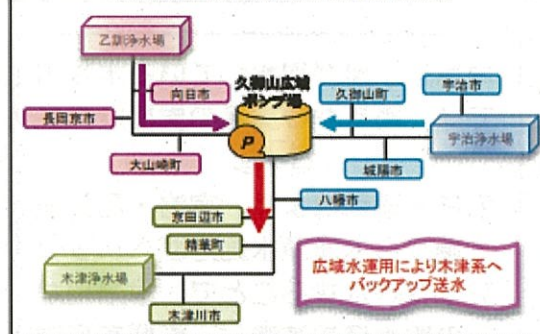 乙訓浄水場
向日市
長岡京市
大山崎町
久御山広域
ポンプ場
P
久御山町
宇治市
宇治浄水場
城陽市
八幡市
京田辺市
精華町
木津浄水場
木津川市
広域水運用により木津系へ
バックアップ送水